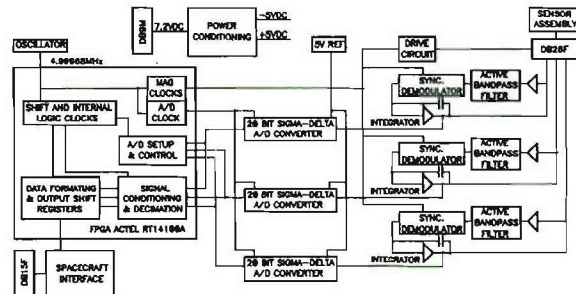 SENSOR
ASSEMBLY
DB25F
DB9M
7.2VDC
POWER
CONDITIONING
-5VDC
+5VDC
OSCILLATOR
5V REF
DRIVE
CIRCUIT
MAG
CLOCKS
A/D
CLOCK
SHIFT AND INTERNAL
LOGIC CLOCKS
A/D SETUP
& CONTROL
DATA FORMATING
& OUTPUT SHIFT
REGISTERS
SIGNAL
CONDITIONING
& DECIMATION
FPGA ACTEL RT14100A
DB15F
SPACECRAFT
INTERFACE
20 BIT SIGMA-DELTA
A/D CONVERTER
20 BIT SIGMA-DELTA
A/D CONVERTER
20 BIT SIGMA-DELTA
A/D CONVERTER
SYNC.
DEMODULATOR
ACTIVE
BANDPASS
FILTER
INTEGRATOR
SYNC.
DEMODULATOR
ACTIVE
BANDPASS
FILTER
INTEGRATOR
SYNC.
DEMODULATOR
ACTIVE
BANDPASS
FILTER
INTEGRATOR